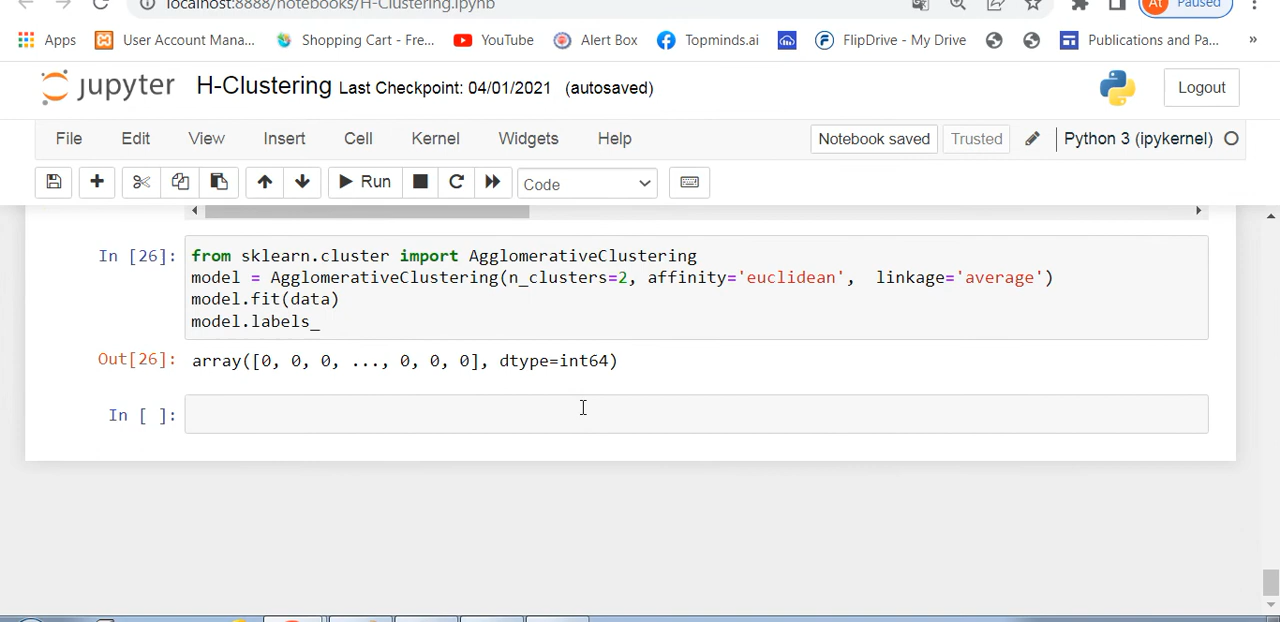 localhost:8888/notebooks/H-Clustering.ipynb
At Paused
Apps User Account Mana... Shopping Cart - Fre... YouTube Alert Box Topminds.ai FlipDrive - My Drive Publications and Pa... »
jupyter H-Clustering Last Checkpoint: 04/01/2021 (autosaved) Logout
File Edit View Insert Cell Kernel Widgets Help Notebook saved Trusted Python 3 (ipykernel)
Run Code
In [26]: from sklearn.cluster import AgglomerativeClustering
model = AgglomerativeClustering(n_clusters=2, affinity='euclidean', linkage='average')
model.fit(data)
model.labels_
Out[26]: array([0, 0, 0, ..., 0, 0, 0], dtype=int64)
In [ ]: